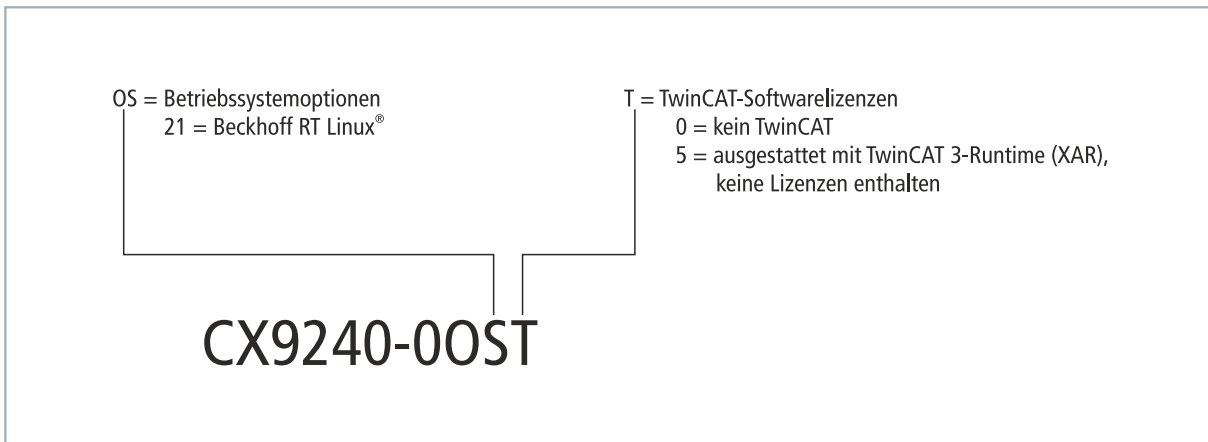 OS = Betriebssystemoptionen
21 = Beckhoff RT Linux®
T = TwinCAT-Softwarelizenzen
0 = kein TwinCAT
5 = ausgestattet mit TwinCAT 3-Runtime (XAR),
keine Lizenzen enthalten
CX9240-0OST